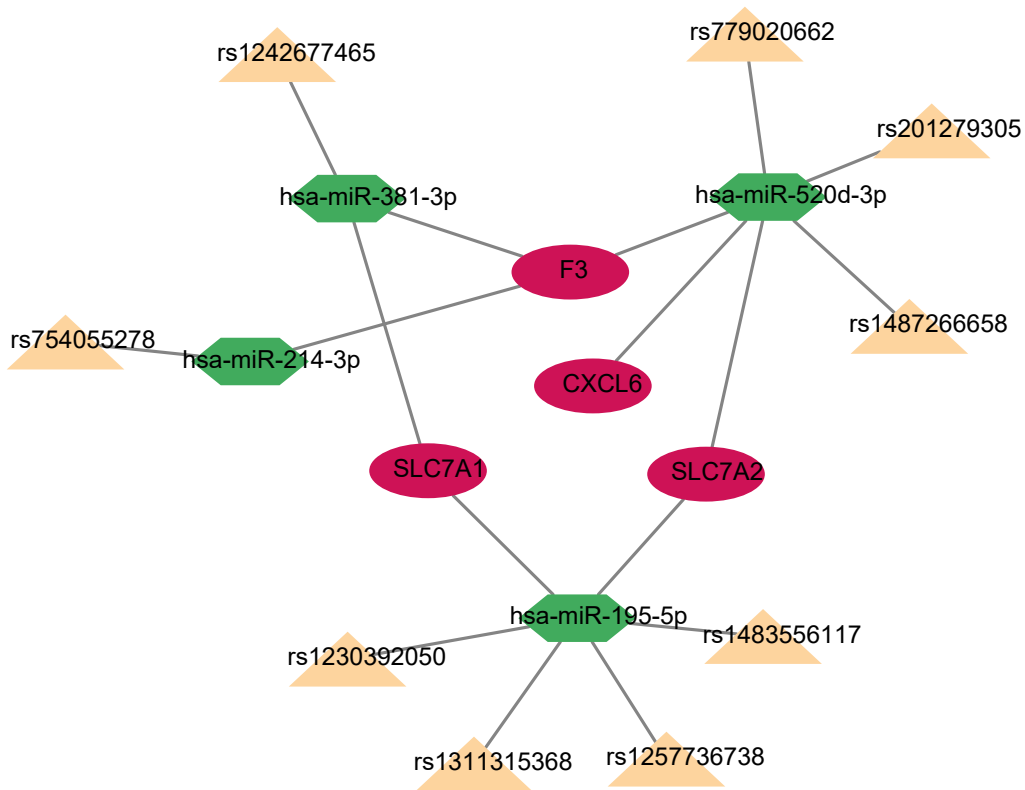 rs779020662
rs1242677465
rs201279305
hsa-miR-381-3p
hsa-miR-520d-3p
F3
rs1487266658
rs754055278
hsa-miR-214-3p
CXCL6
SLC7A1
SLC7A2
hsa-miR-195-5p
rs1483556117
rs1230392050
rs1311315368
rs1257736738